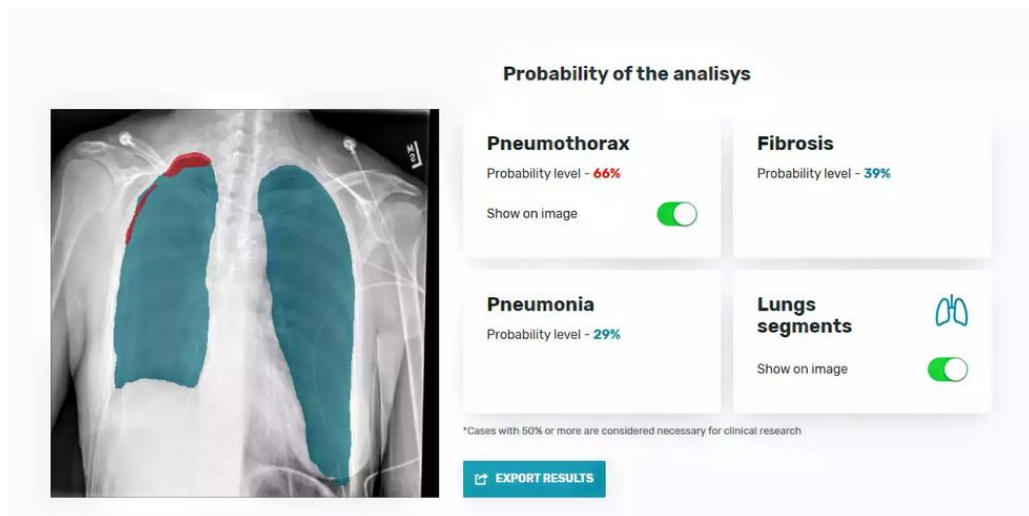 Probability of the analisys
Pneumothorax
Probability level - 66%
Show on image
Fibrosis
Probability level - 39%
Pneumonia
Probability level - 29%
Lungs
segments
Show on image
*Cases with 50% or more are considered necessary for clinical research
EXPORT RESULTS